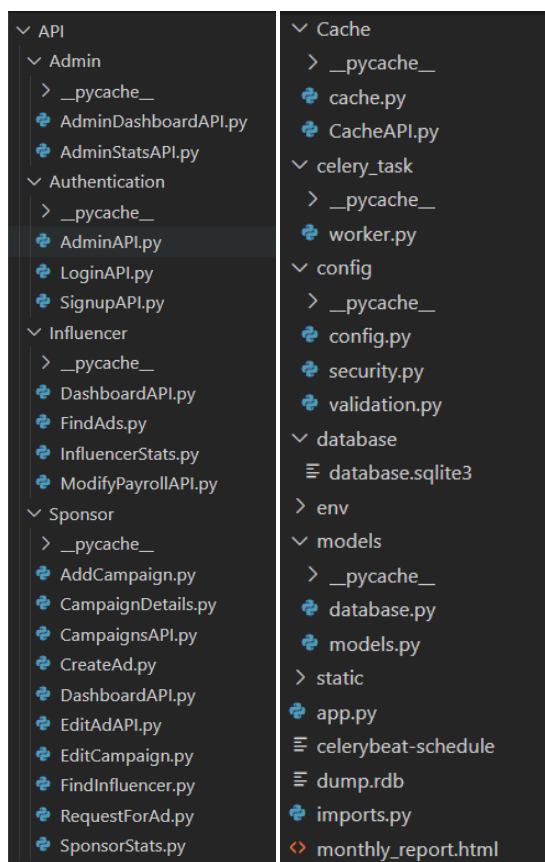 API
Admin
__pycache__
AdminDashboardAPI.py
AdminStatsAPI.py
Authentication
__pycache__
AdminAPI.py
LoginAPI.py
SignupAPI.py
Influencer
__pycache__
DashboardAPI.py
FindAds.py
InfluencerStats.py
ModifyPayrollAPI.py
Sponsor
__pycache__
AddCampaign.py
CampaignDetails.py
CampaignsAPI.py
CreateAd.py
DashboardAPI.py
EditAdAPI.py
EditCampaign.py
FindInfluencer.py
RequestForAd.py
SponsorStats.py
Cache
__pycache__
cache.py
CacheAPI.py
celery_task
__pycache__
worker.py
config
__pycache__
config.py
security.py
validation.py
database
database.sqlite3
env
models
__pycache__
database.py
models.py
static
app.py
celerybeat-schedule
dump.rdb
imports.py
monthly_report.html